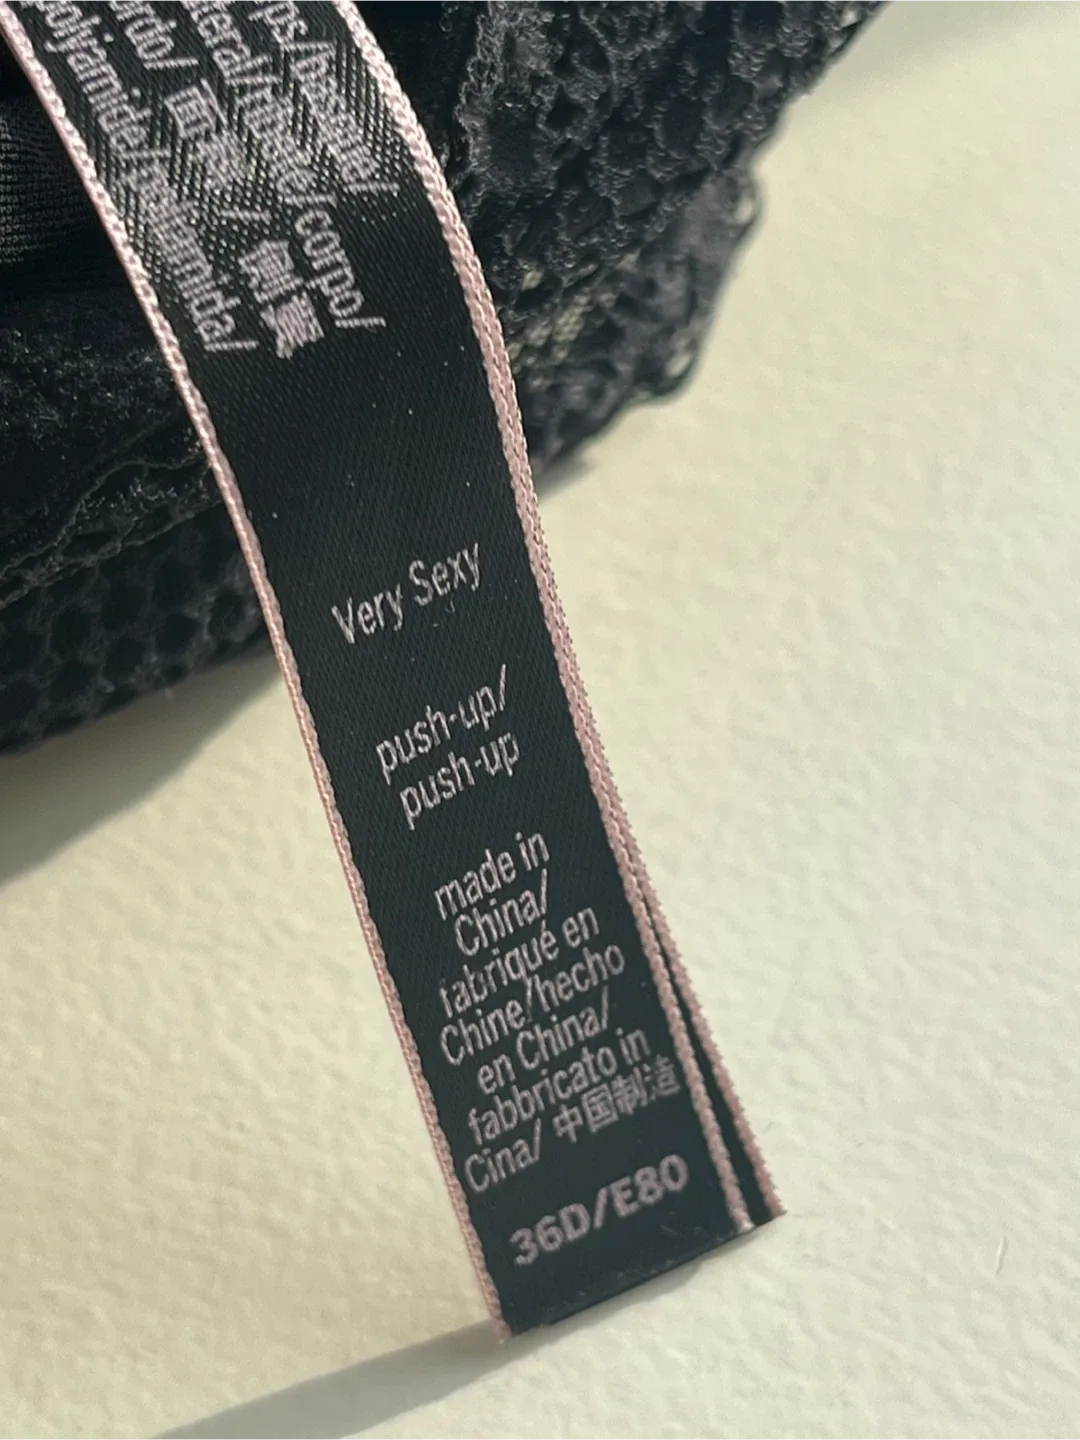 corpo/
Very Sexy
push-up/
push-up
made in
China/
fabriqué en
Chine/hecho
en China/
fabbricato in
Cina/ 中国制造
36D/E80